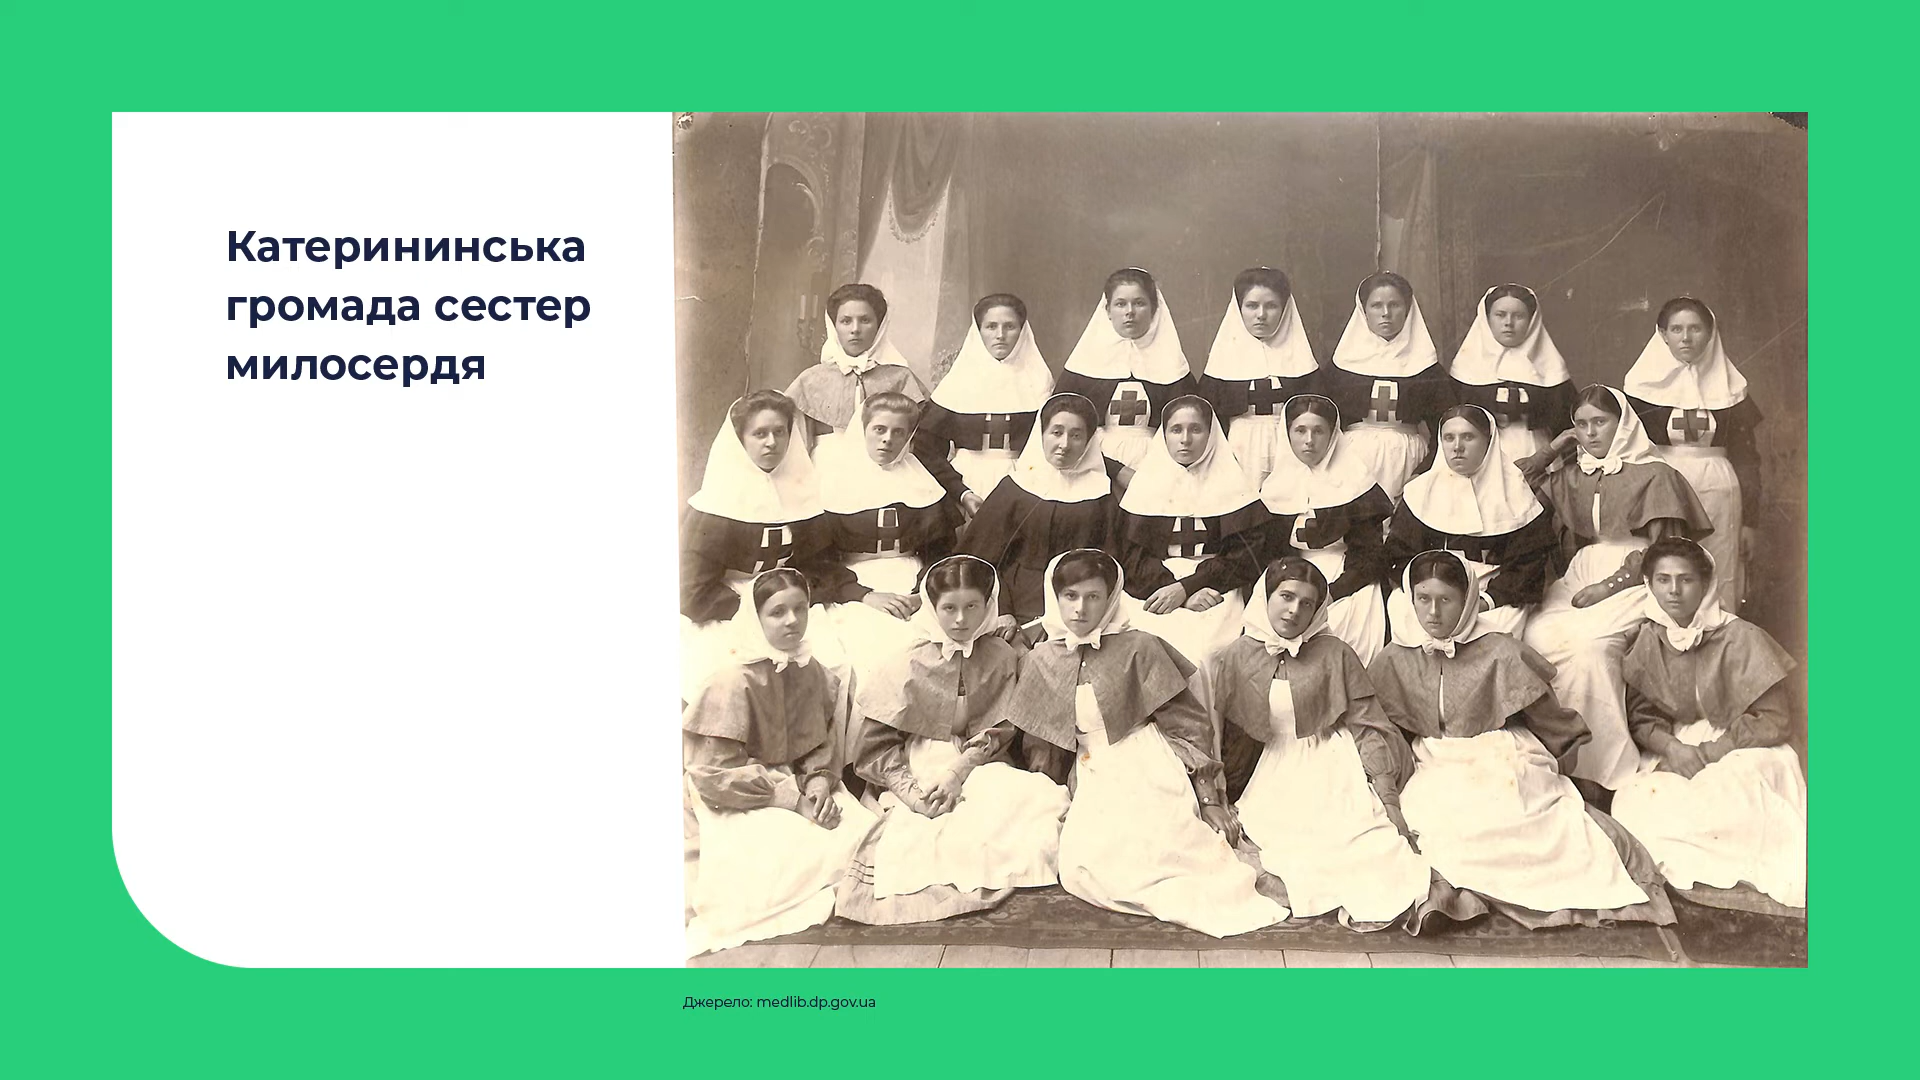 Катерининська
громада сестер
милосердя
Джерело: medlib.dp.gov.ua